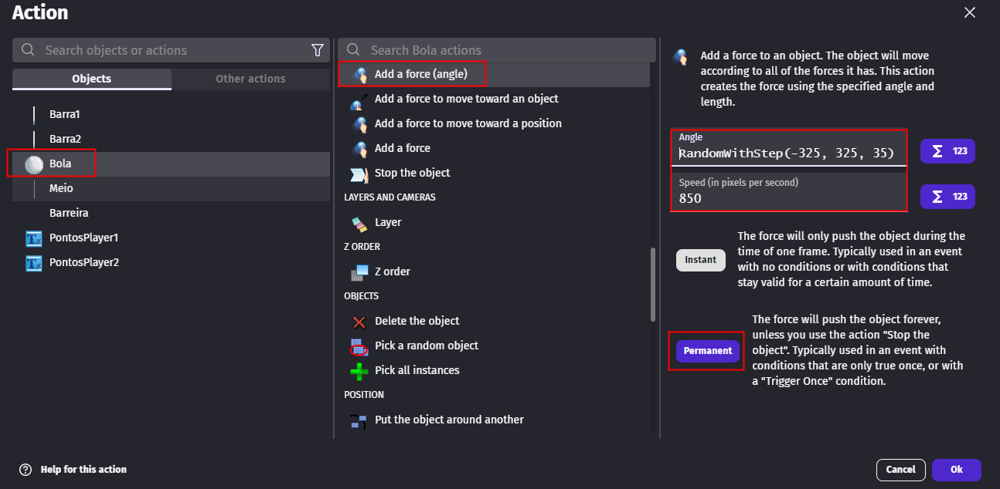 Action
Search objects or actions
Objects
Other actions
Barra1
Barra2
Bola
Meio
Barreira
PontosPlayer1
PontosPlayer2
Search Bola actions
Add a force (angle)
Add a force to move toward an object
Add a force to move toward a position
Add a force
Stop the object
LAYERS AND CAMERAS
Layer
Z ORDER
Z order
OBJECTS
Delete the object
Pick a random object
Pick all instances
POSITION
Put the object around another
Add a force to an object. The object will move
according to all of the forces it has. This action
creates the force using the specified angle and
length.
Angle
RandomWithStep(-325, 325, 35)
Σ 123
Speed (in pixels per second)
850
Σ 123
Instant
The force will only push the object during the
time of one frame. Typically used in an event
with no conditions or with conditions that
stay valid for a certain amount of time.
Permanent
The force will push the object forever,
unless you use the action "Stop the
object". Typically used in an event with
conditions that are only true once, or with
a "Trigger Once" condition.
Help for this action
Cancel
Ok